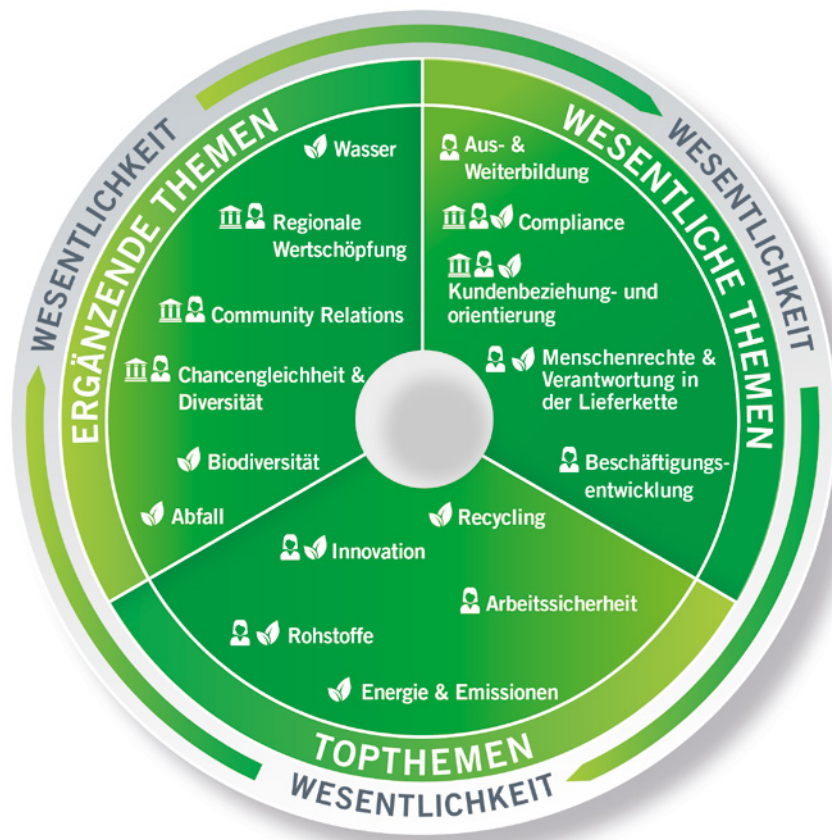 WESENTLICHKEIT
ERGÄNZENDE THEMEN
Wasser
Regionale
Wertschöpfung
Community Relations
Chancengleichheit &
Diversität
Biodiversität
Abfall
WESENTLICHKEIT
WESENTLICHE THEMEN
Aus- &
Weiterbildung
Compliance
Kundenbeziehung- und
orientierung
Menschenrechte &
Verantwortung in
der Lieferkette
Beschäftigungs-
entwicklung
Recycling
Innovation
Arbeitssicherheit
Rohstoffe
Energie & Emissionen
TOPTHEMEN
WESENTLICHKEIT